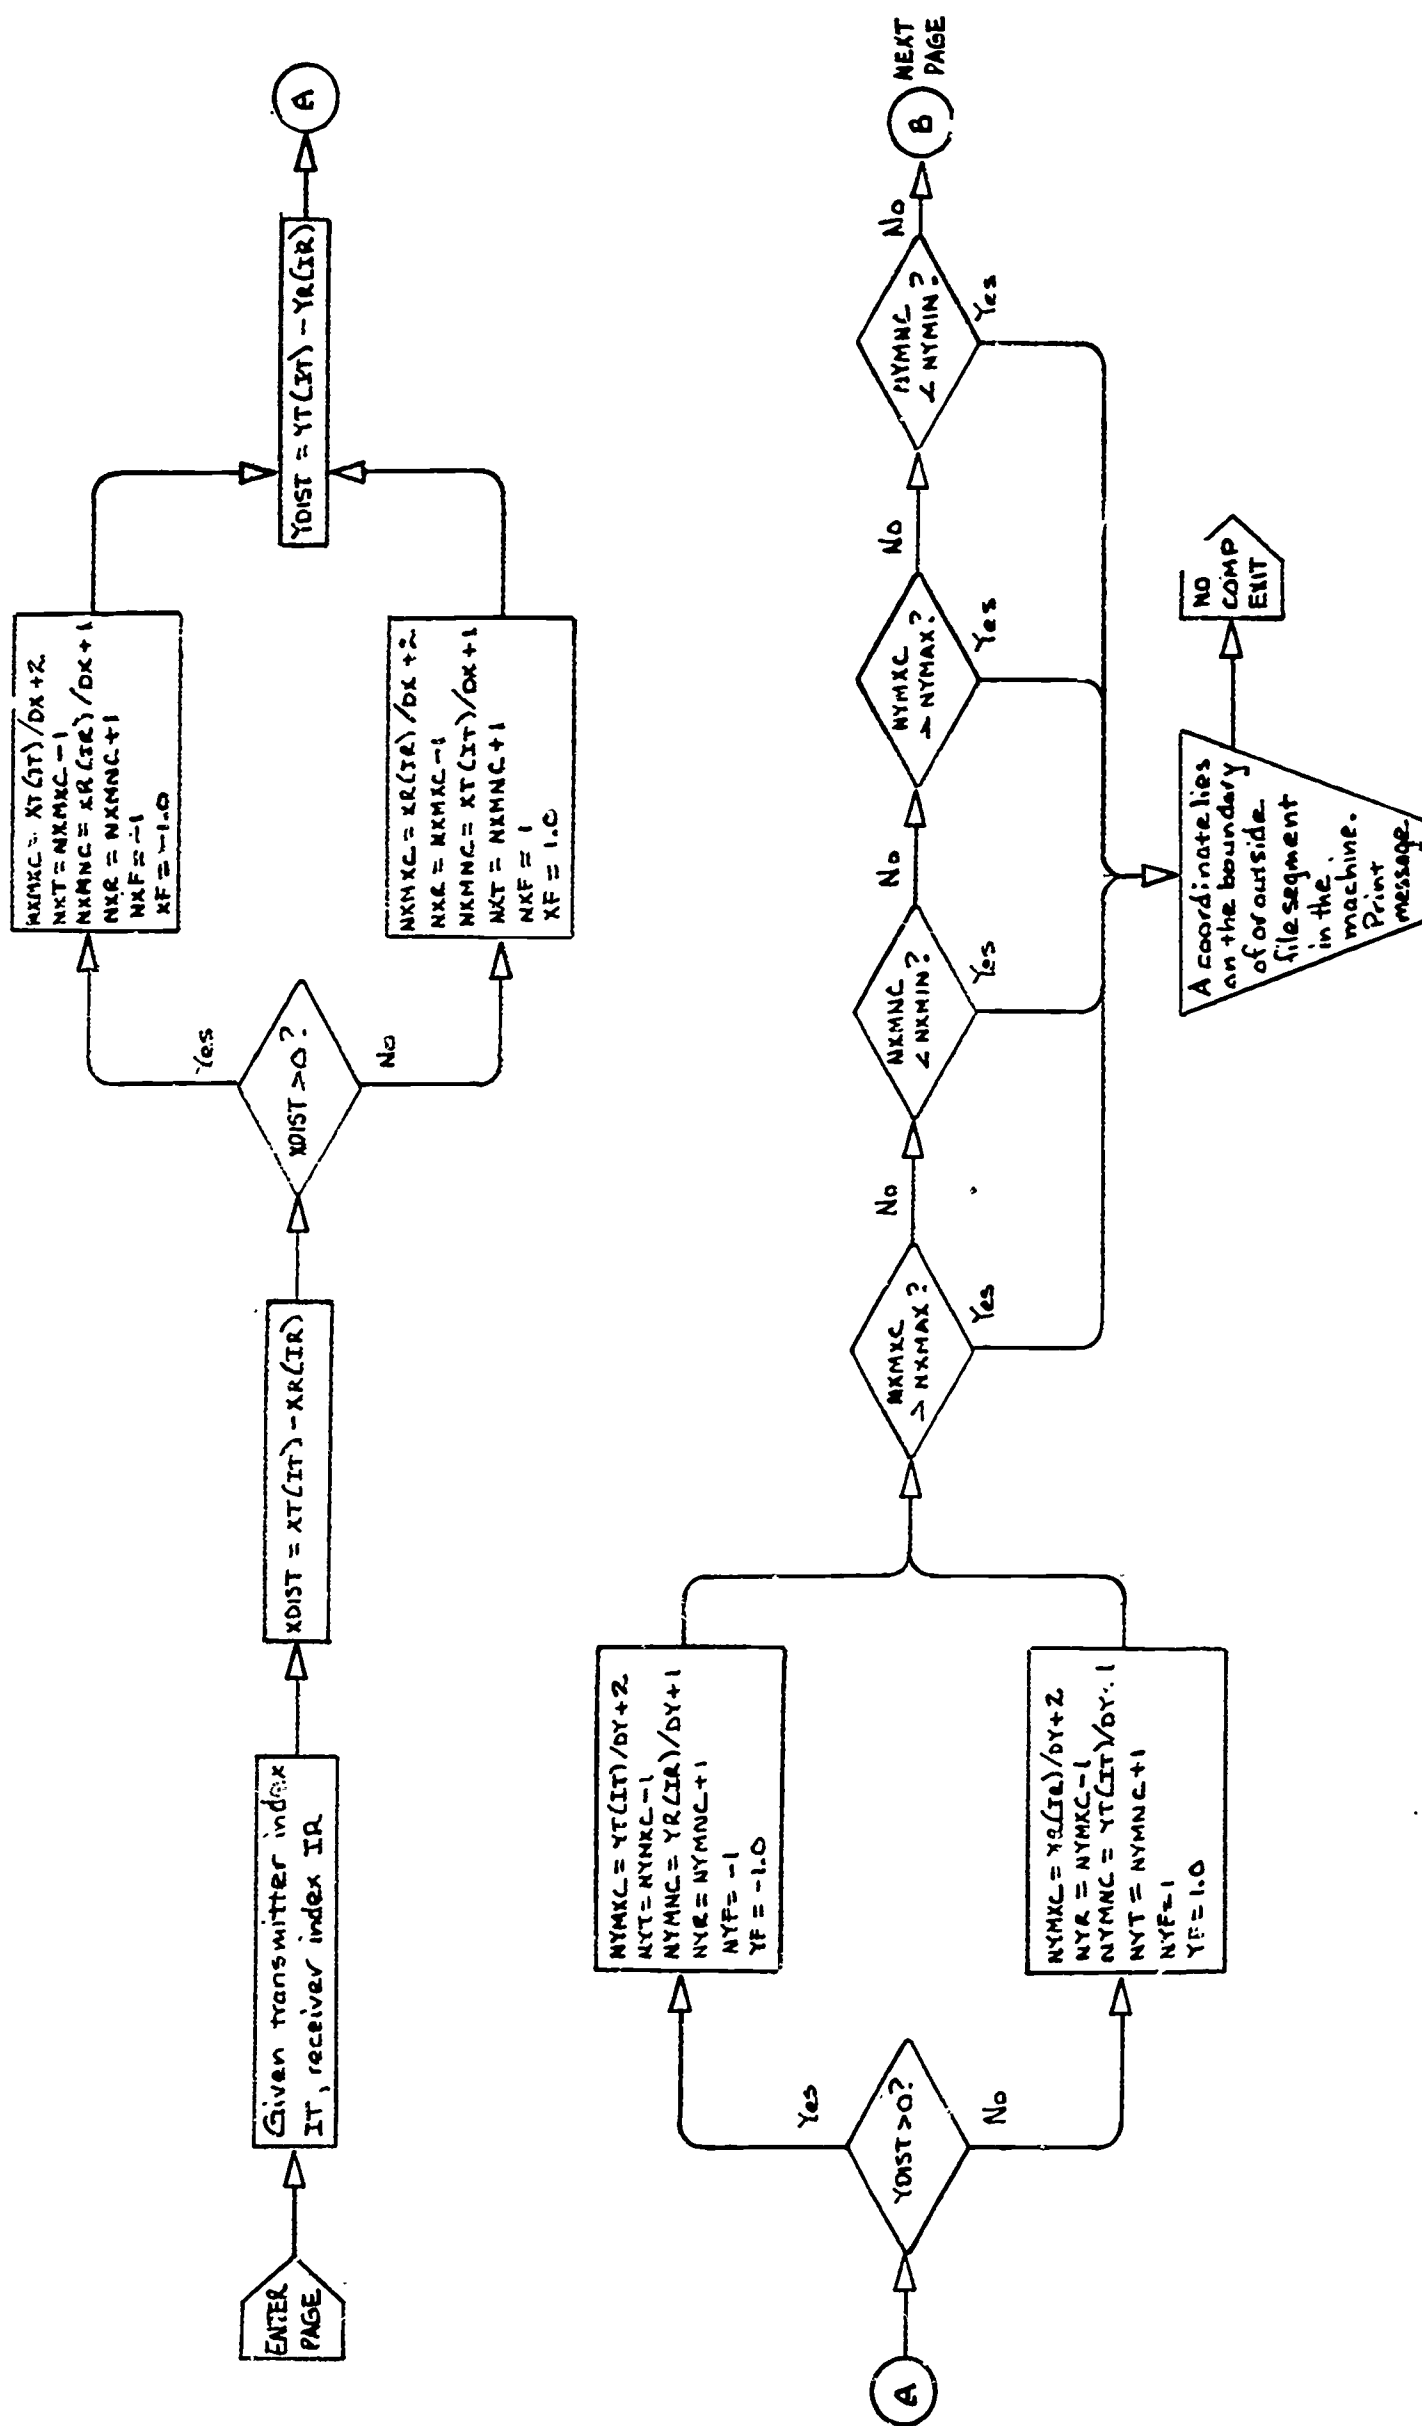 ENTER
PAGE
Given transmitter index
IT, receiver index IR
XDIST = XT(IT) - XR(IR)
XDIST > 0?
Yes
No
NXMXC = XT(IT)/DX+2
NXT = NXMXC-1
NXMNC = XR(IR)/DX+1
NXR = NXMNC+1
NXF = -1
XF = -1.0
NXMXC = XR(IR)/DX+2
NXR = NXMXC-1
NXMNC = XT(IT)/DX+1
NXT = NXMNC+1
NXF = 1
XF = 1.0
YDIST = YT(IT) - YR(IR)
A
A
YDIST > 0?
Yes
No
NYMXC = YT(IT)/DY+2
NYT = NYMXC-1
NYMNC = YR(IR)/DY+1
NYR = NYMNC+1
NYF = -1
YF = -1.0
NYMXC = YR(IR)/DY+2
NYR = NYMXC-1
NYMNC = YT(IT)/DY+1
NYT = NYMNC+1
NYF = 1
YF = 1.0
NXMXC
> NXMAX?
No
Yes
NXMNC
< NXMIN?
No
Yes
NYMXC
> NYMAX?
No
Yes
NYMNC
< NYMIN?
No
Yes
B
NEXT
PAGE
A coordinate lies
on the boundary
of or outside
file segment
in the
machine.
Print
message
NO
COMP
EXIT